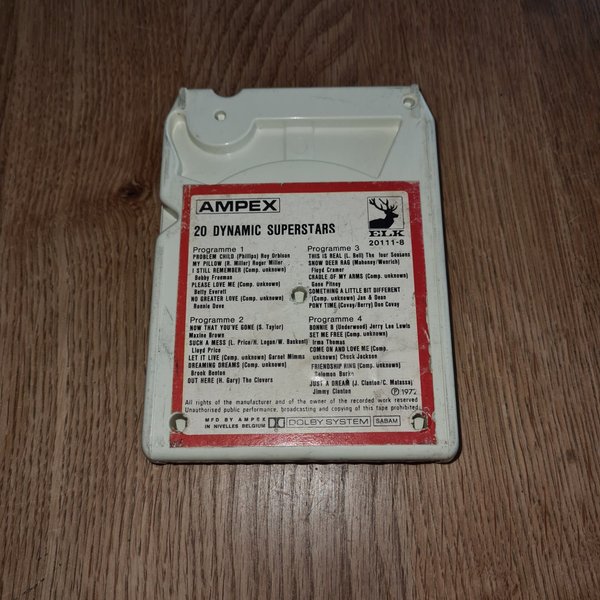 AMPEX
20 DYNAMIC SUPERSTARS
ELK
20111-8
Programme 1
PROBLEM CHILD (Phillips) Roy Orbison
MY PILLOW (R. Miller) Roger Miller
I STILL REMEMBER (Comp. unknown)
Bobby Freeman
PLEASE LOVE ME (Comp. unknown)
Betty Everett
NO GREATER LOVE (Comp. unknown)
Ronnie Dove
Programme 2
NOW THAT YOU'VE GONE (S. Taylor)
Maxine Brown
SUCH A MESS (L. Price/H. Logan/W. Bankent)
Lloyd Price
LET IT LIVE (Comp. unknown) Garnet Mimms
DREAMING DREAMS (Comp. unknown)
Brook Benton
OUT HERE (H. Gary) The Clovers
Programme 3
THIS IS REAL (L. Bell) The four Seasons
SNOW DEER RAG (Mahoney/Wenrich)
Floyd Cramer
CRADLE OF MY ARMS (Comp. unknown)
Gene Pitney
SOMETHING A LITTLE BIT DIFFERENT
(Comp. unknown) Jan & Dean
PONY TIME (Covay/Berry) Don Covay
Programme 4
BONNIE B (Underwood) Jerry Lee Lewis
SET ME FREE (Comp. unknown)
Irma Thomas
COME ON AND LOVE ME (Comp.
unknown) Chuck Jackson
FRIENDSHIP RING (Comp. unknown)
Solomon Burke
JUST A DREAM (J. Clanton/C. Matassa)
Jimmy Clanton
℗ 1972
All rights of the manufacturer and of the owner of the recorded work reserved
Unauthorised public performance, broadcasting and copying of this tape prohibited
MFD BY AMPEX
IN NIVELLES BELGIUM
DOLBY SYSTEM
SABAM